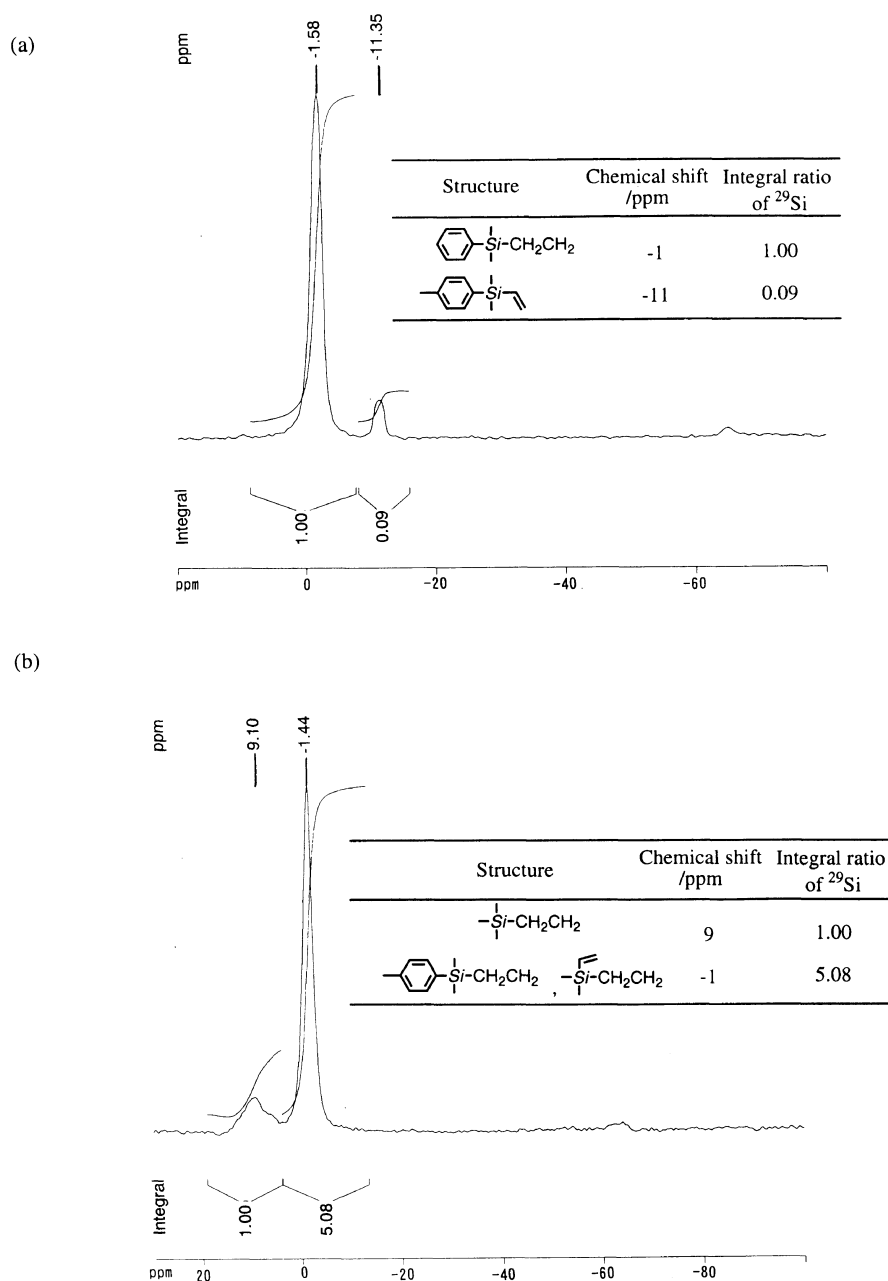 (a)
ppm
-1.58
-11.35
Structure Chemical shift /ppm Integral ratio of ²⁹Si
Si-CH₂CH₂ -1 1.00
Si -11 0.09
Integral
1.00
0.09
ppm 0 -20 -40 -60
(b)
ppm
9.10
-1.44
Structure Chemical shift /ppm Integral ratio of ²⁹Si
-Si-CH₂CH₂ 9 1.00
Si-CH₂CH₂ , -Si-CH₂CH₂ -1 5.08
Integral
1.00
5.08
ppm 20 0 -20 -40 -60 -80